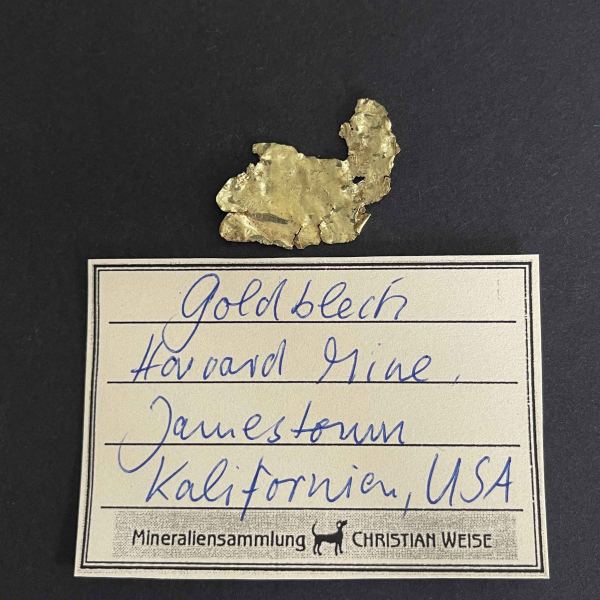 Goldblech
Harvard Mine,
Jamestown
Kalifornien, USA
Mineraliensammlung CHRISTIAN WEISE